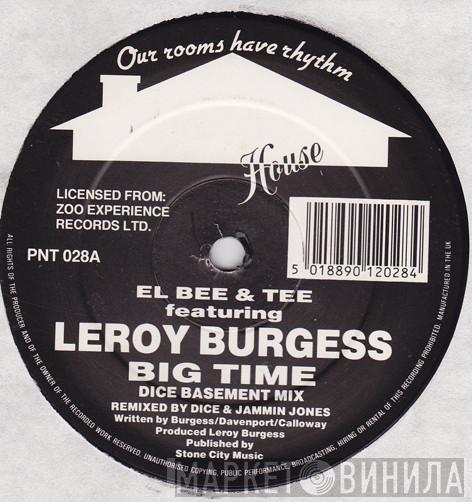 Our rooms have rhythm
House
LICENSED FROM:
ZOO EXPERIENCE
RECORDS LTD.
PNT 028A
5 018890 120284
EL BEE & TEE
featuring
LEROY BURGESS
BIG TIME
DICE BASEMENT MIX
REMIXED BY DICE & JAMMIN JONES
Written by Burgess/Davenport/Calloway
Produced Leroy Burgess
Published by
Stone City Music
ALL RIGHTS OF THE PRODUCER AND OF THE OWNER OF THE RECORDED WORK RESERVED. UNAUTHORISED COPYING, PUBLIC PERFORMANCE, BROADCASTING, HIRING OR RENTAL OF THIS RECORDING PROHIBITED. MANUFACTURED IN THE UK
МАРКЕТ ВИНИЛА